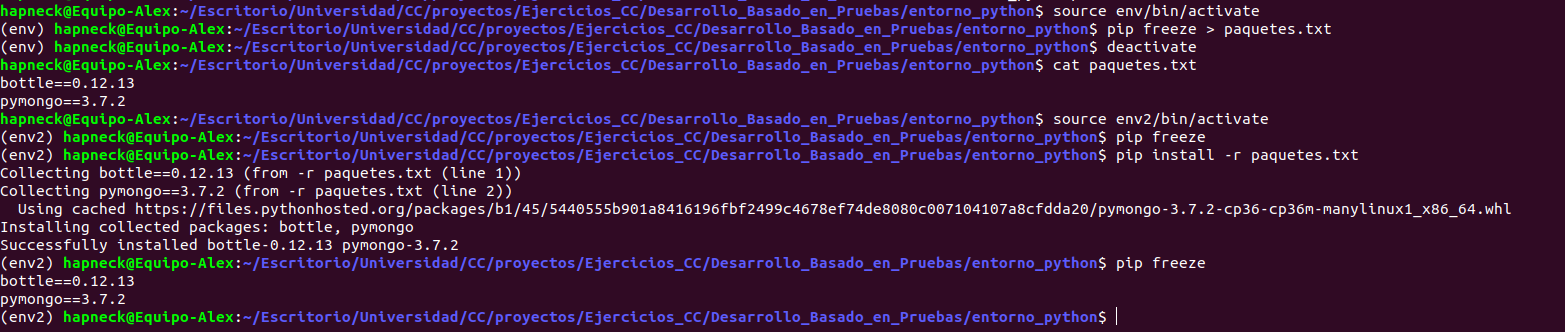 hapneck@Equipo-Alex:~/Escritorio/Universidad/CC/proyectos/Ejercicios_CC/Desarrollo_Basado_en_Pruebas/entorno_python$ source env/bin/activate
(env) hapneck@Equipo-Alex:~/Escritorio/Universidad/CC/proyectos/Ejercicios_CC/Desarrollo_Basado_en_Pruebas/entorno_python$ pip freeze > paquetes.txt
(env) hapneck@Equipo-Alex:~/Escritorio/Universidad/CC/proyectos/Ejercicios_CC/Desarrollo_Basado_en_Pruebas/entorno_python$ deactivate
hapneck@Equipo-Alex:~/Escritorio/Universidad/CC/proyectos/Ejercicios_CC/Desarrollo_Basado_en_Pruebas/entorno_python$ cat paquetes.txt
bottle==0.12.13
pymongo==3.7.2
hapneck@Equipo-Alex:~/Escritorio/Universidad/CC/proyectos/Ejercicios_CC/Desarrollo_Basado_en_Pruebas/entorno_python$ source env2/bin/activate
(env2) hapneck@Equipo-Alex:~/Escritorio/Universidad/CC/proyectos/Ejercicios_CC/Desarrollo_Basado_en_Pruebas/entorno_python$ pip freeze
(env2) hapneck@Equipo-Alex:~/Escritorio/Universidad/CC/proyectos/Ejercicios_CC/Desarrollo_Basado_en_Pruebas/entorno_python$ pip install -r paquetes.txt
Collecting bottle==0.12.13 (from -r paquetes.txt (line 1))
Collecting pymongo==3.7.2 (from -r paquetes.txt (line 2))
  Using cached https://files.pythonhosted.org/packages/b1/45/5440555b901a8416196fbf2499c4678ef74de8080c007104107a8cfdda20/pymongo-3.7.2-cp36-cp36m-manylinux1_x86_64.whl
Installing collected packages: bottle, pymongo
Successfully installed bottle-0.12.13 pymongo-3.7.2
(env2) hapneck@Equipo-Alex:~/Escritorio/Universidad/CC/proyectos/Ejercicios_CC/Desarrollo_Basado_en_Pruebas/entorno_python$ pip freeze
bottle==0.12.13
pymongo==3.7.2
(env2) hapneck@Equipo-Alex:~/Escritorio/Universidad/CC/proyectos/Ejercicios_CC/Desarrollo_Basado_en_Pruebas/entorno_python$